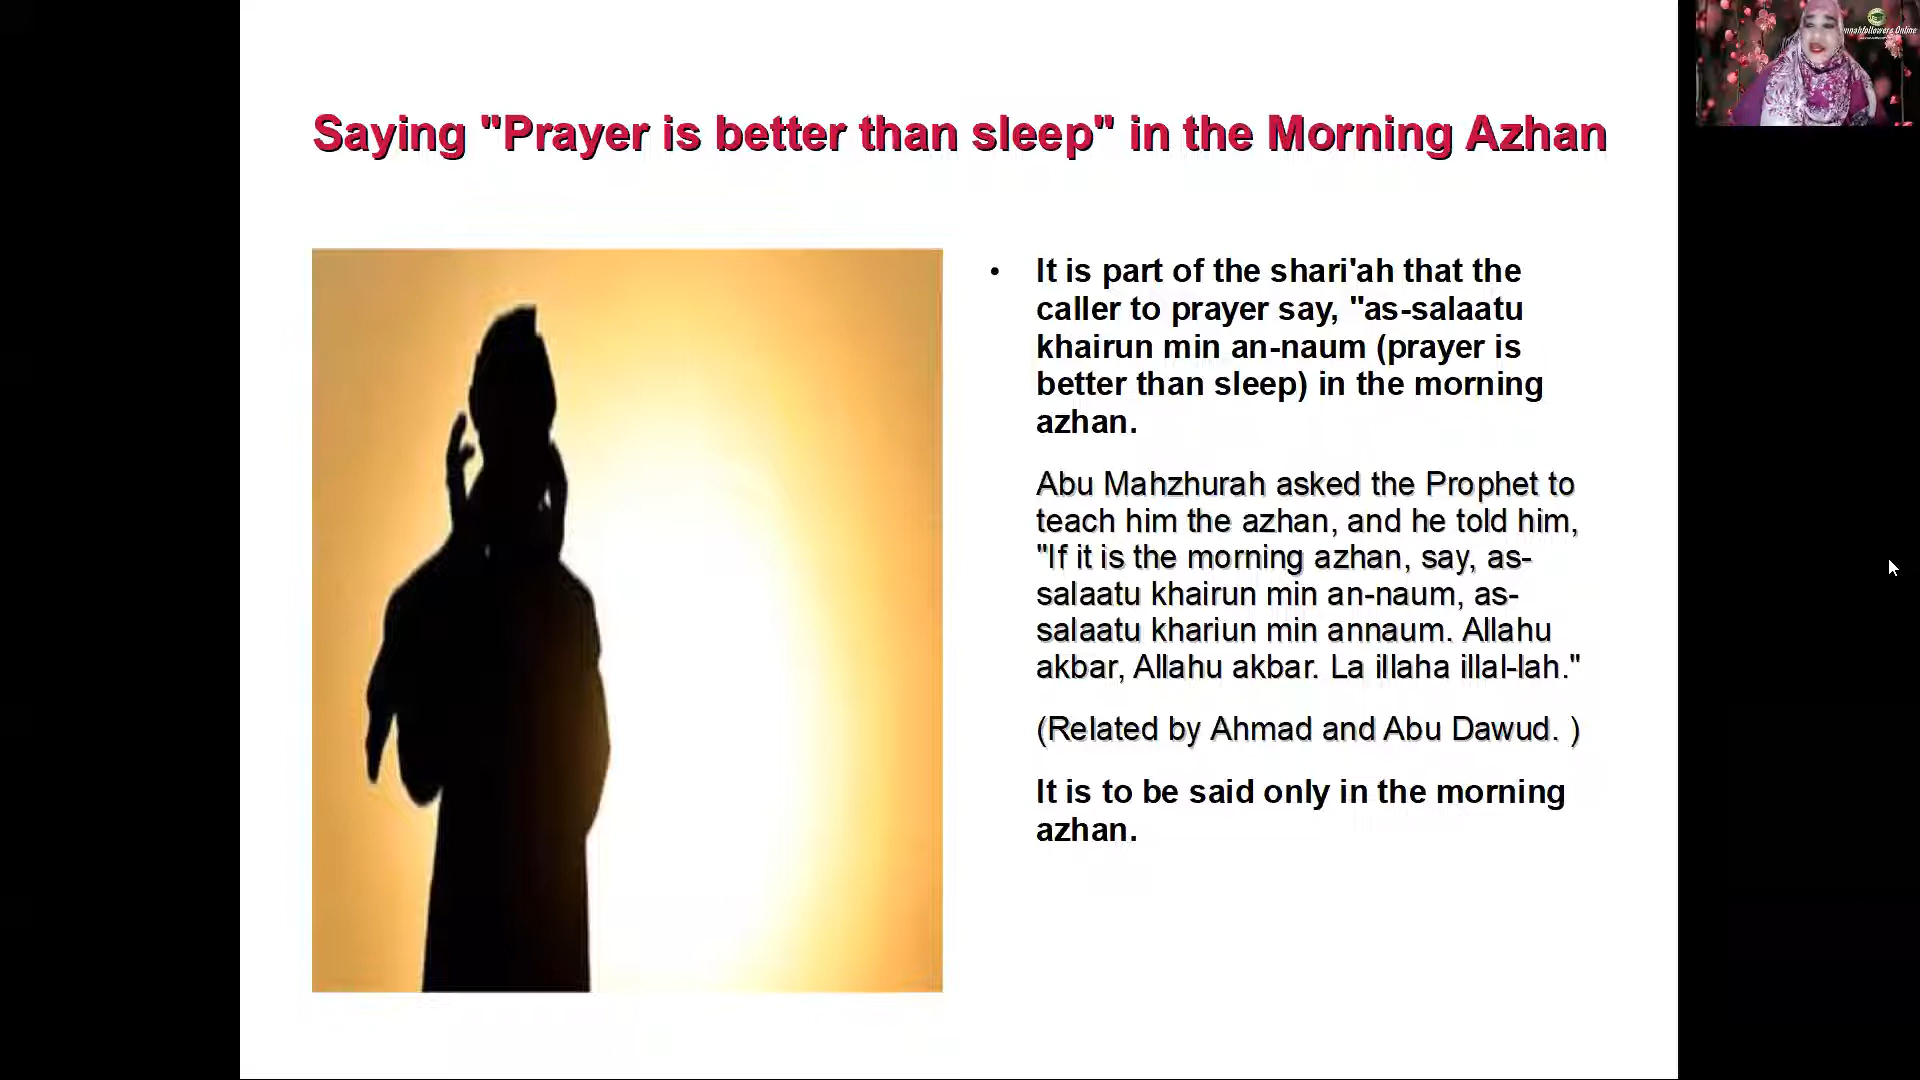 Saying "Prayer is better than sleep" in the Morning Azhan
• It is part of the shari'ah that the
caller to prayer say, "as-salaatu
khairun min an-naum (prayer is
better than sleep) in the morning
azhan.
Abu Mahzhurah asked the Prophet to
teach him the azhan, and he told him,
"If it is the morning azhan, say, as-
salaatu khairun min an-naum, as-
salaatu khariun min annaum. Allahu
akbar, Allahu akbar. La illaha illal-lah."
(Related by Ahmad and Abu Dawud. )
It is to be said only in the morning
azhan.
Online